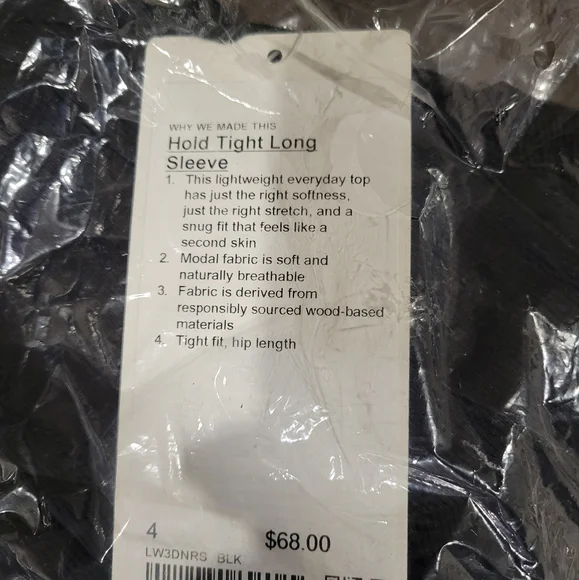 WHY WE MADE THIS
Hold Tight Long
Sleeve
1. This lightweight everyday top
has just the right softness,
just the right stretch, and a
snug fit that feels like a
second skin
2. Modal fabric is soft and
naturally breathable
3. Fabric is derived from
responsibly sourced wood-based
materials
4. Tight fit, hip length
4 $68.00
LW3DNRS BLK